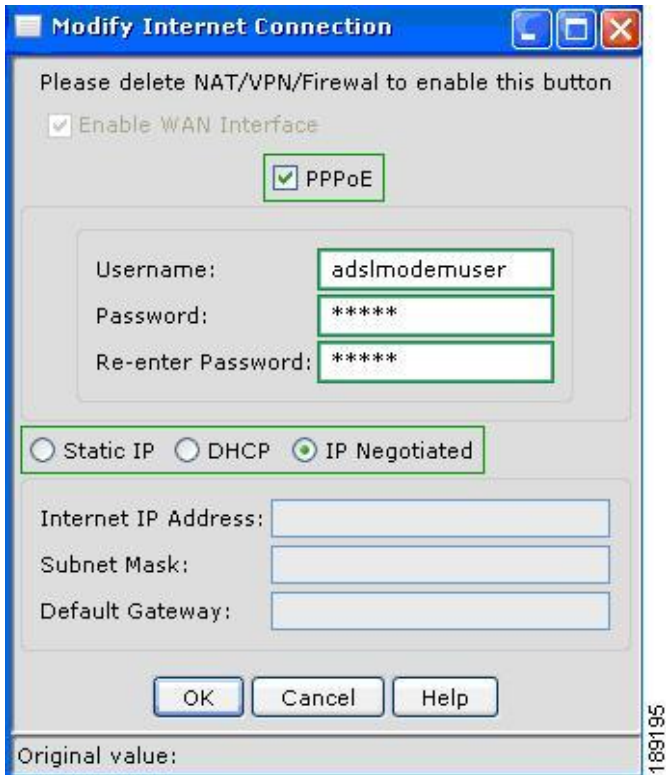 Modify Internet Connection
Please delete NAT/VPN/Firewal to enable this button
Enable WAN Interface
PPPoE
Username: adslmodemuser
Password: *****
Re-enter Password: *****
Static IP DHCP IP Negotiated
Internet IP Address:
Subnet Mask:
Default Gateway:
OK Cancel Help
Original value:
189195